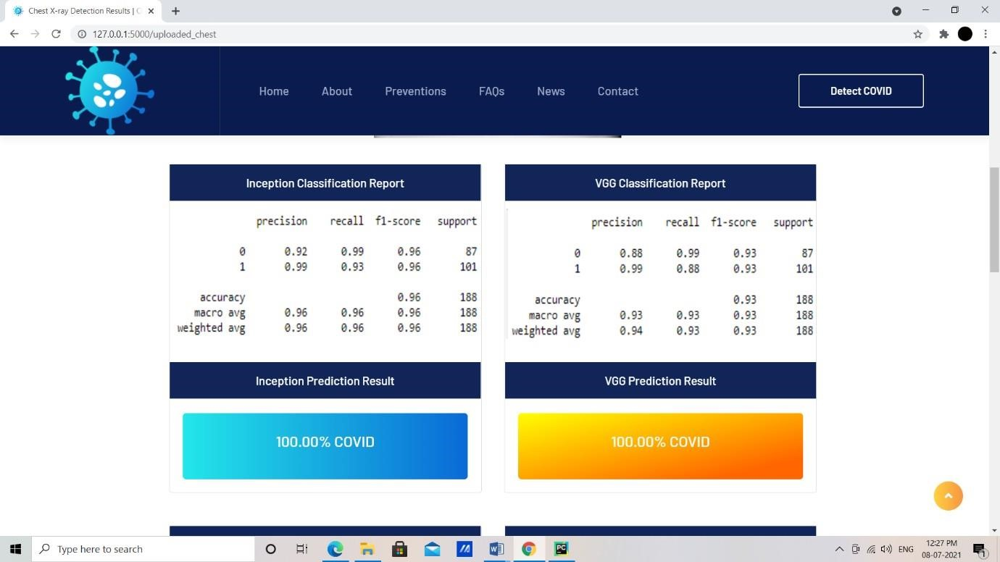 Chest X-ray Detection Results | C
127.0.0.1:5000/uploaded_chest
Home About Preventions FAQs News Contact Detect COVID
Inception Classification Report
precision recall f1-score support
0 0.92 0.99 0.96 87
1 0.99 0.93 0.96 101
accuracy 0.96 188
macro avg 0.96 0.96 0.96 188
weighted avg 0.96 0.96 0.96 188
Inception Prediction Result
100.00% COVID
VGG Classification Report
precision recall f1-score support
0 0.88 0.99 0.93 87
1 0.99 0.88 0.93 101
accuracy 0.93 188
macro avg 0.93 0.93 0.93 188
weighted avg 0.94 0.93 0.93 188
VGG Prediction Result
100.00% COVID
Type here to search
PC
ENG
12:27 PM
08-07-2021
1